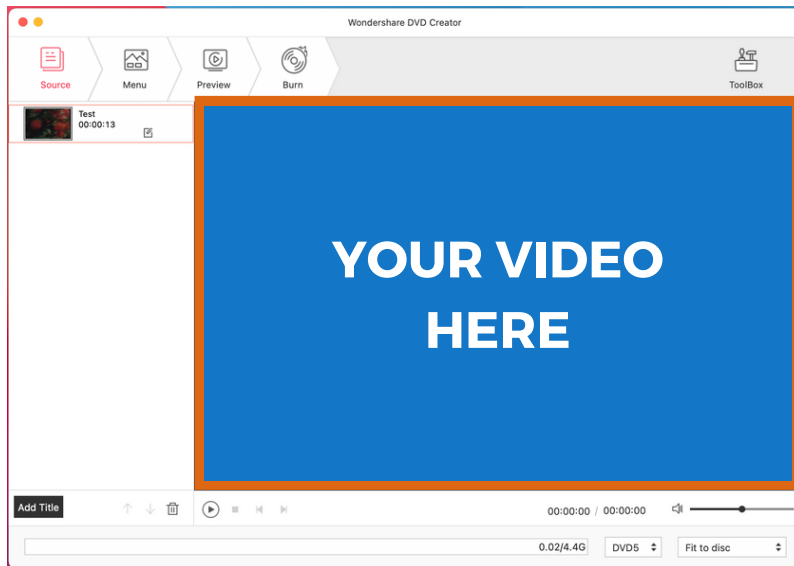 Wondershare DVD Creator
Source
Menu
Preview
Burn
ToolBox
Test
00:00:13
YOUR VIDEO
HERE
Add Title
00:00:00 / 00:00:00
0.02/4.4G
DVD5
Fit to disc